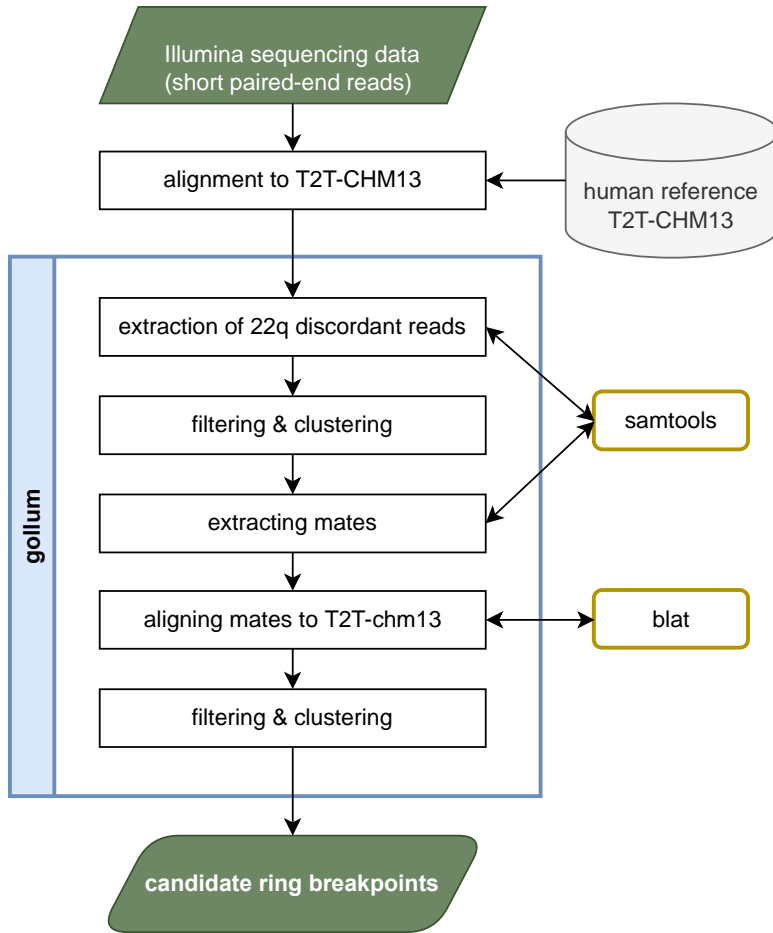 Illumina sequencing data
(short paired-end reads)
alignment to T2T-CHM13
human reference
T2T-CHM13
gollum
extraction of 22q discordant reads
filtering & clustering
samtools
extracting mates
aligning mates to T2T-chm13
blat
filtering & clustering
candidate ring breakpoints